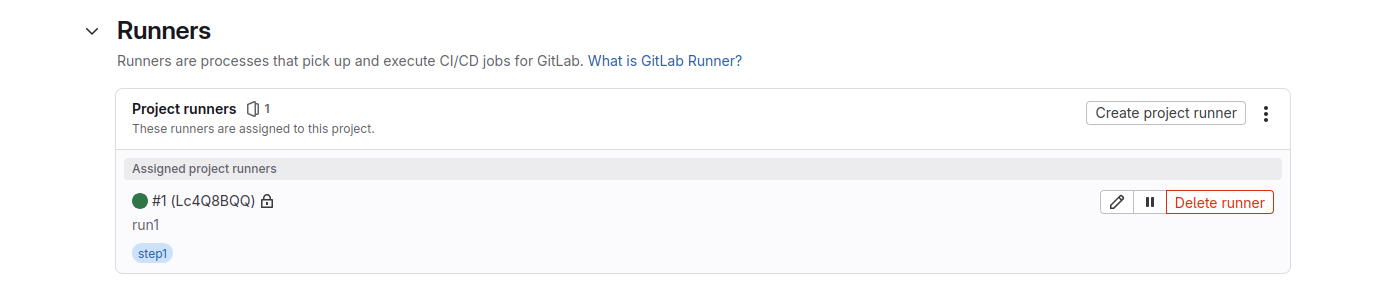 Runners
Runners are processes that pick up and execute CI/CD jobs for GitLab. What is GitLab Runner?
Project runners 1
Create project runner
These runners are assigned to this project.
Assigned project runners
#1 (Lc4Q8BQQ)
Delete runner
run1
step1